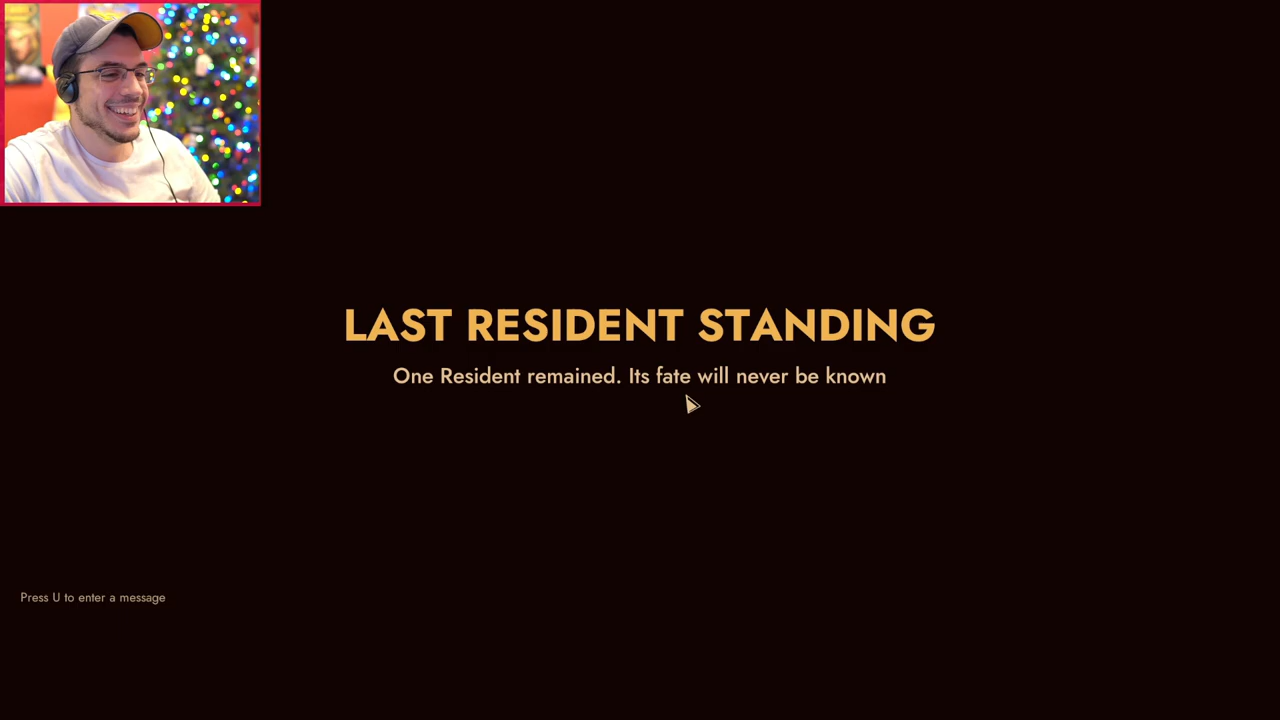 LAST RESIDENT STANDING
One Resident remained. Its fate will never be known
Press U to enter a message